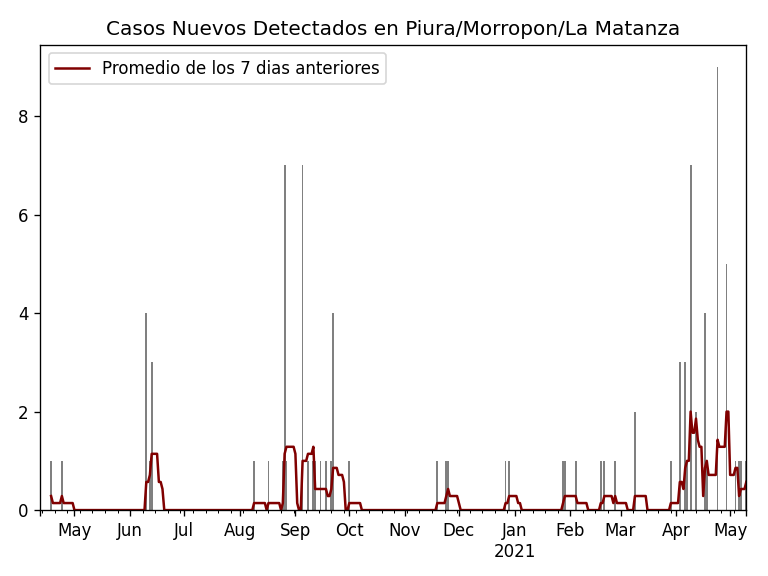 Casos Nuevos Detectados en Piura/Morropon/La Matanza
Promedio de los 7 dias anteriores
8
6
4
2
0
May Jun Jul Aug Sep Oct Nov Dec Jan Feb Mar Apr May
2021